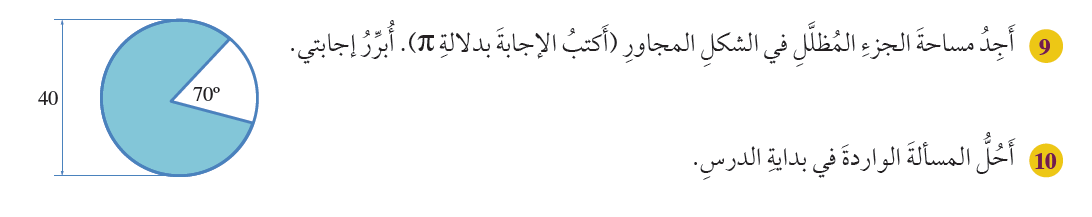 9 أَجِدُ مساحةَ الجزءِ المُظلَّلِ في الشكلِ المجاورِ (أَكتبُ الإجابةَ بدلالةِ π). أُبرِّرُ إجابتي.
40
70º
10 أَحُلُّ المسألةَ الواردةَ في بدايةِ الدرسِ.